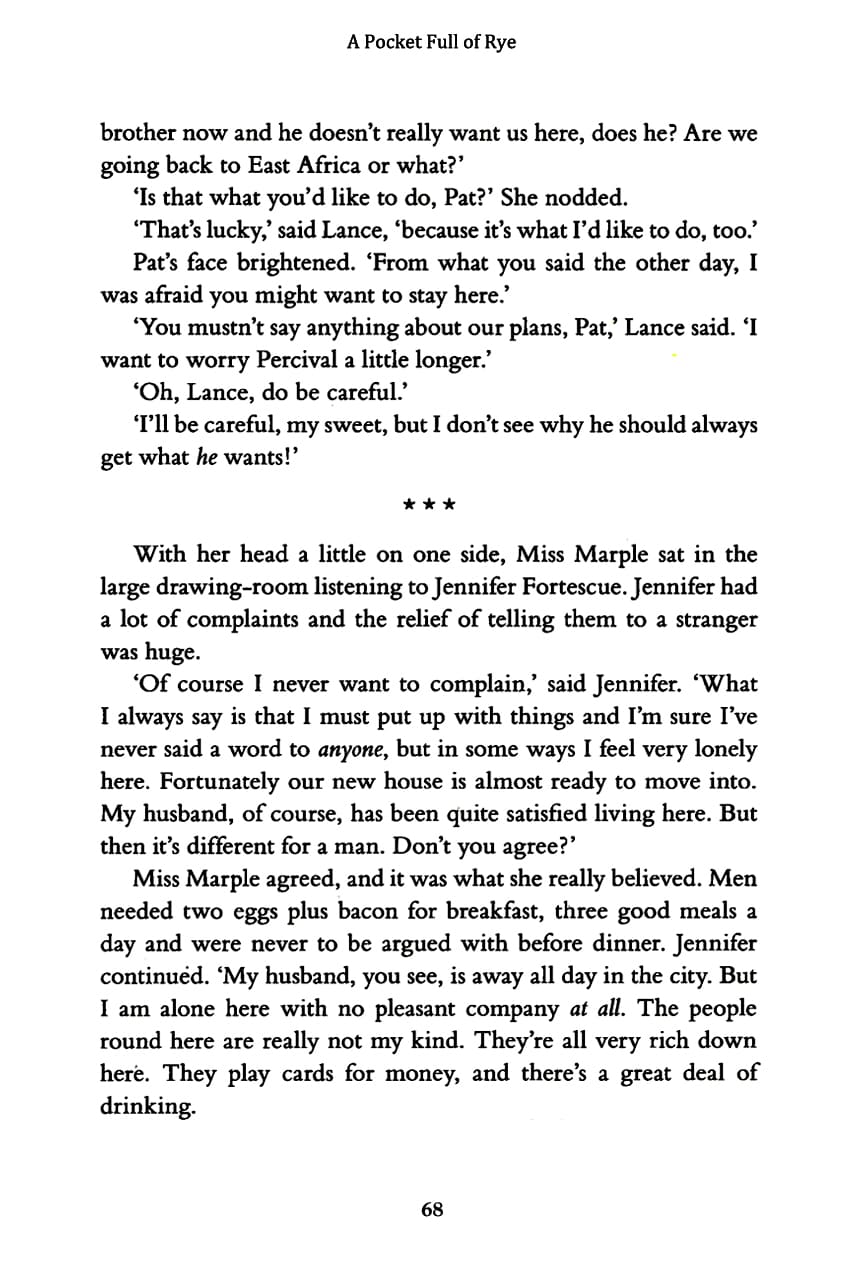 A Pocket Full of Rye
brother now and he doesn’t really want us here, does he? Are we
going back to East Africa or what?’
‘Is that what you’d like to do, Pat?’ She nodded.
‘That’s lucky,’ said Lance, ‘because it’s what I’d like to do, too.’
Pat’s face brightened. ‘From what you said the other day, I
was afraid you might want to stay here.’
‘You mustn’t say anything about our plans, Pat,’ Lance said. ‘I
want to worry Percival a little longer.’
‘Oh, Lance, do be careful.’
‘I’ll be careful, my sweet, but I don’t see why he should always
get what he wants!’
★ ★ ★
With her head a little on one side, Miss Marple sat in the
large drawing-room listening to Jennifer Fortescue. Jennifer had
a lot of complaints and the relief of telling them to a stranger
was huge.
‘Of course I never want to complain,’ said Jennifer. ‘What
I always say is that I must put up with things and I’m sure I’ve
never said a word to anyone, but in some ways I feel very lonely
here. Fortunately our new house is almost ready to move into.
My husband, of course, has been quite satisfied living here. But
then it’s different for a man. Don’t you agree?’
Miss Marple agreed, and it was what she really believed. Men
needed two eggs plus bacon for breakfast, three good meals a
day and were never to be argued with before dinner. Jennifer
continued. ‘My husband, you see, is away all day in the city. But
I am alone here with no pleasant company at all. The people
round here are really not my kind. They’re all very rich down
here. They play cards for money, and there’s a great deal of
drinking.
68